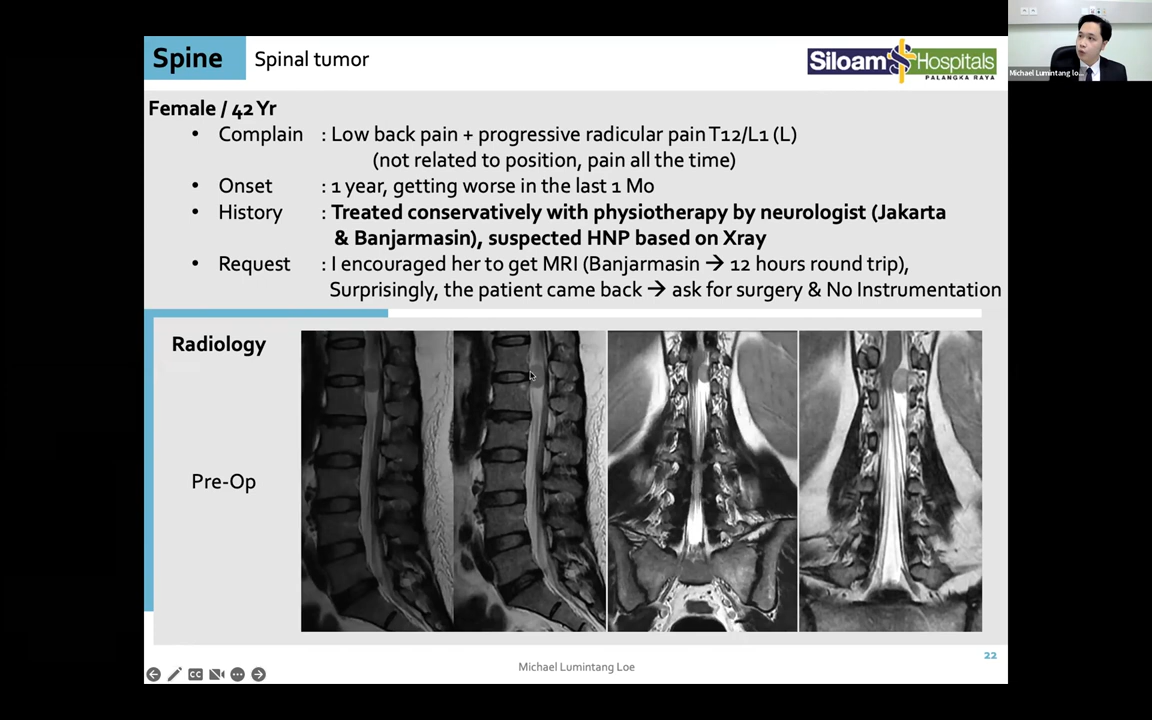 Spine
Spinal tumor
Siloam Hospitals
PALANGKA RAYA
Michael Lumintang lo...
Female / 42 Yr
• Complain : Low back pain + progressive radicular pain T12/L1 (L)
(not related to position, pain all the time)
• Onset : 1 year, getting worse in the last 1 Mo
• History : Treated conservatively with physiotherapy by neurologist (Jakarta
& Banjarmasin), suspected HNP based on Xray
• Request : I encouraged her to get MRI (Banjarmasin → 12 hours round trip),
Surprisingly, the patient came back → ask for surgery & No Instrumentation
Radiology
Pre-Op
22
Michael Lumintang Loe
CC